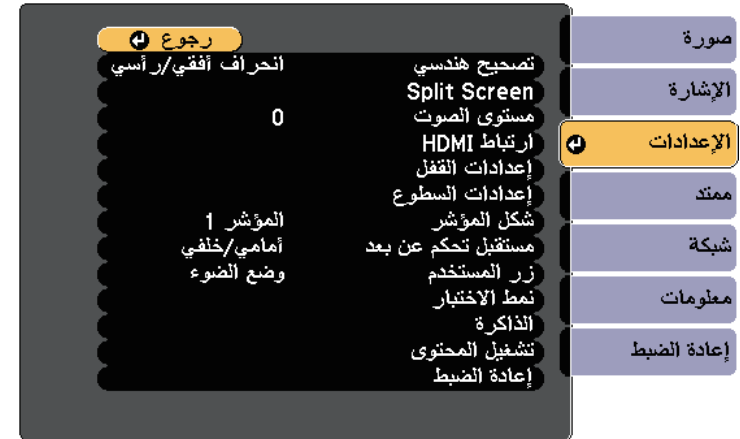 صورة
الإشارة
الإعدادات
ممتد
شبكة
معلومات
إعادة الضبط
رجوع
تصحيح هندسي انحراف أفقي/رأسي
Split Screen
مستوى الصوت 0
ارتباط HDMI
إعدادات القفل
إعدادات السطوع
شكل المؤشر المؤشر 1
مستقبل تحكم عن بعد أمامي/خلفي
زر المستخدم وضع الضوء
نمط الاختبار
الذاكرة
تشغيل المحتوى
إعادة الضبط